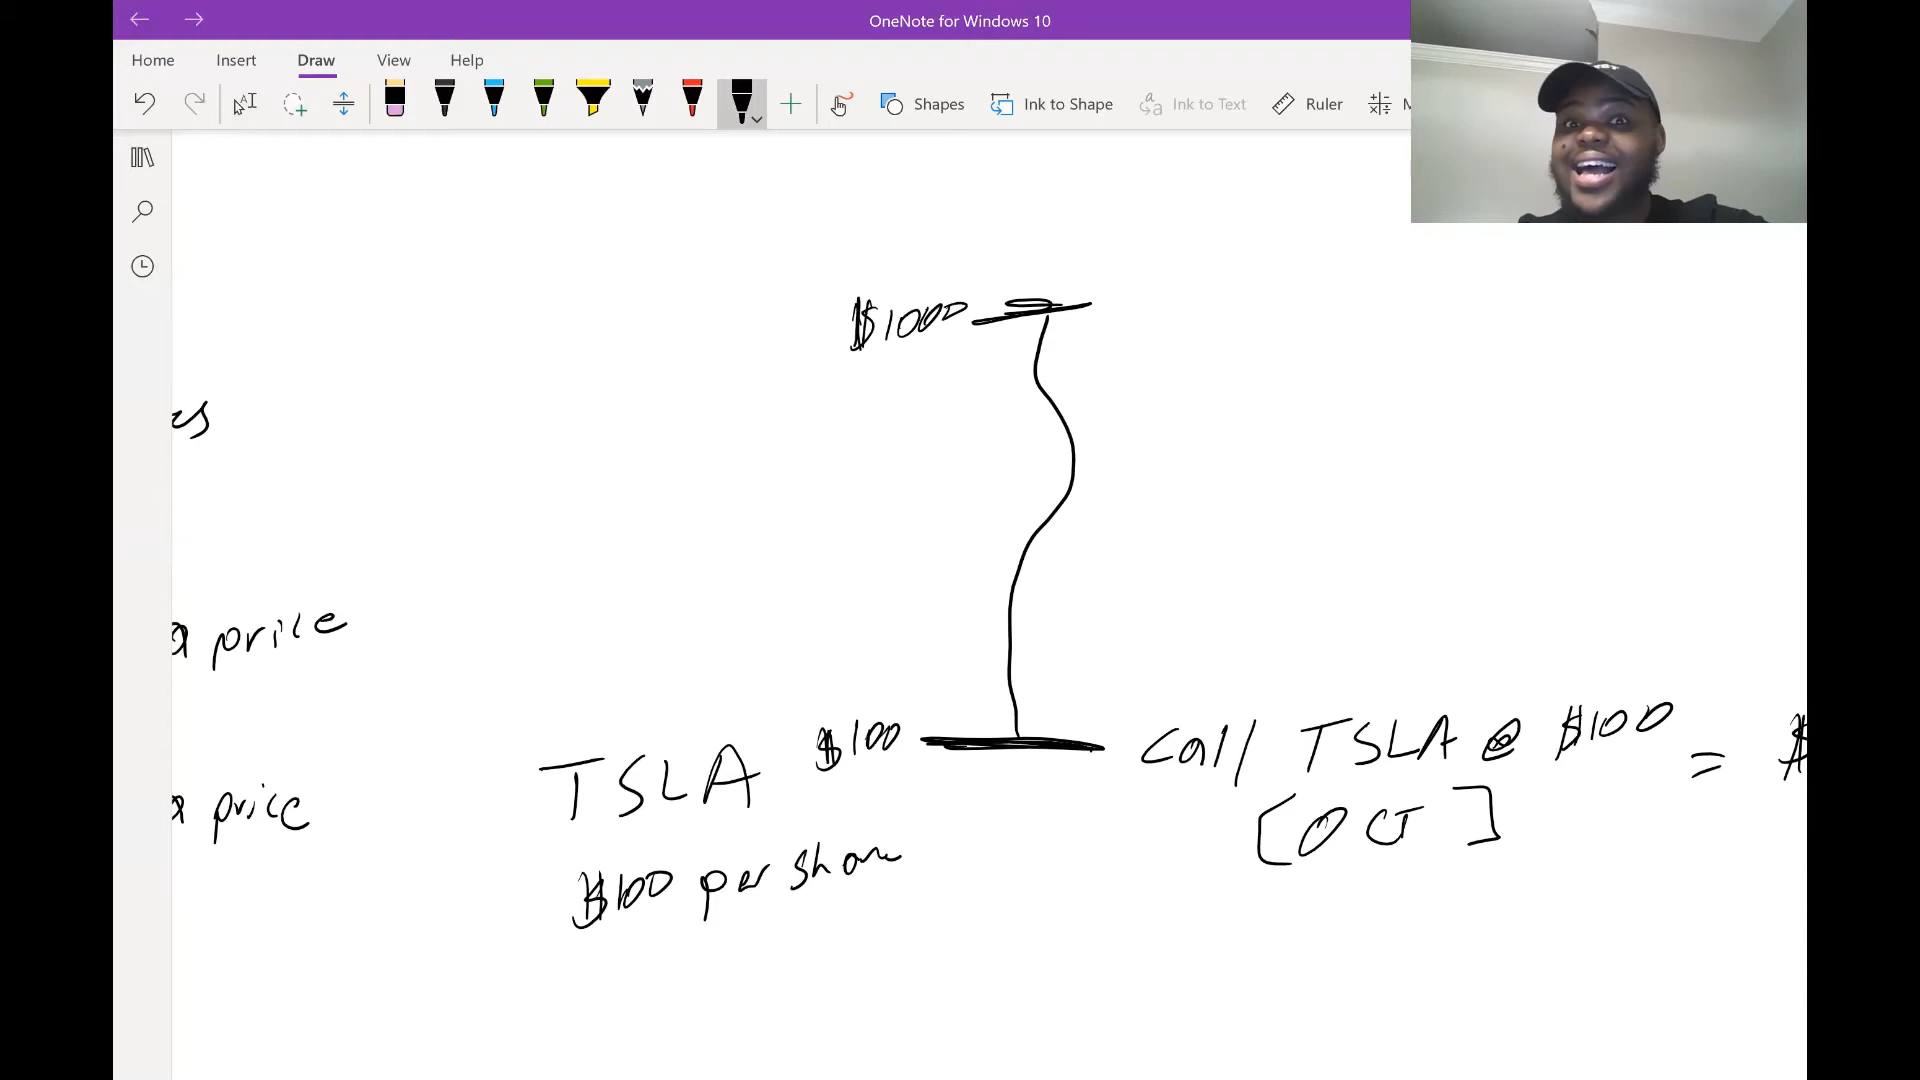 OneNote for Windows 10
Home Insert Draw View Help
Shapes Ink to Shape Ink to Text Ruler M
$1000
es
a price
$100
TSLA
call TSLA @ $100 = $
a price
[OCT]
$100 per share